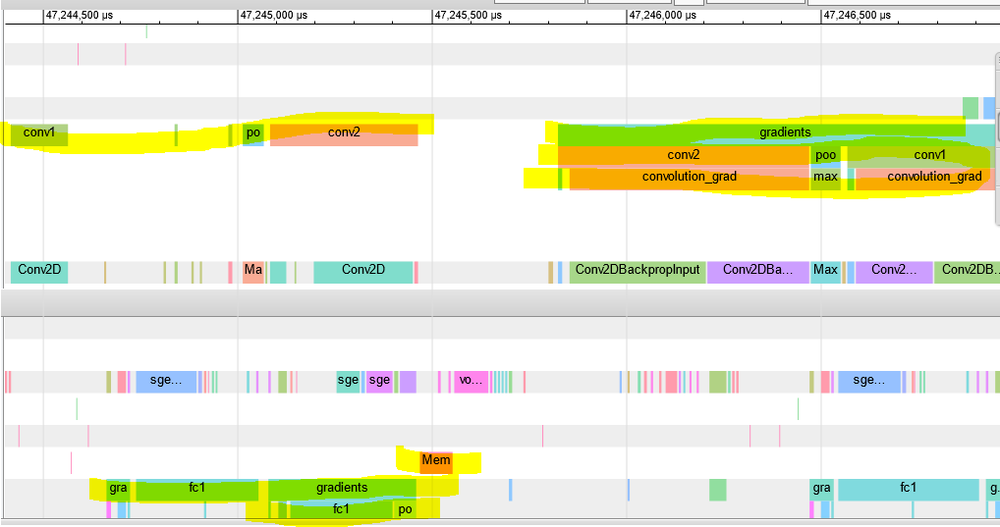 47,244,500 µs 47,245,000 µs 47,245,500 µs 47,246,000 µs 47,246,500 µs
conv1 po conv2 gradients
conv2 poo conv1
convolution_grad max convolution_grad
Conv2D Ma Conv2D Conv2DBackpropInput Conv2DBa... Max Conv2... Conv2DB...
sge... sge sge vo... sge...
Mem
gra fc1 gradients grg. fc1 g.
fc1 po